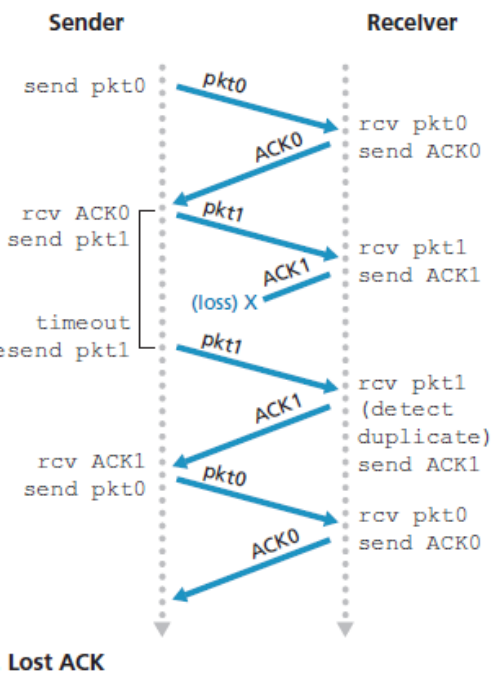 Sender
Receiver
send pkt0
pkt0
rcv pkt0
send ACK0
ACK0
rcv ACK0
send pkt1
pkt1
rcv pkt1
send ACK1
ACK1
(loss) X
timeout
esend pkt1
pkt1
rcv pkt1
(detect
duplicate)
send ACK1
ACK1
rcv ACK1
send pkt0
pkt0
rcv pkt0
send ACK0
ACK0
Lost ACK